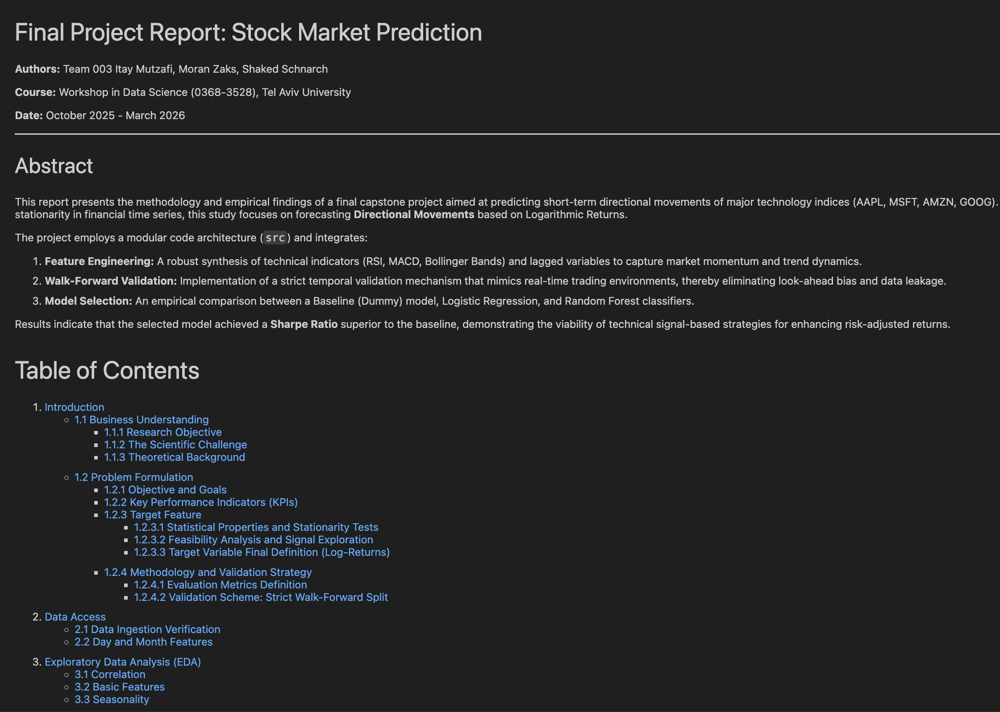 Final Project Report: Stock Market Prediction
Authors: Team 003 Itay Mutzafi, Moran Zaks, Shaked Schnarch
Course: Workshop in Data Science (0368-3528), Tel Aviv University
Date: October 2025 - March 2026
Abstract
This report presents the methodology and empirical findings of a final capstone project aimed at predicting short-term directional movements of major technology indices (AAPL, MSFT, AMZN, GOOG).
stationarity in financial time series, this study focuses on forecasting Directional Movements based on Logarithmic Returns.
The project employs a modular code architecture (src) and integrates:
1. Feature Engineering: A robust synthesis of technical indicators (RSI, MACD, Bollinger Bands) and lagged variables to capture market momentum and trend dynamics.
2. Walk-Forward Validation: Implementation of a strict temporal validation mechanism that mimics real-time trading environments, thereby eliminating look-ahead bias and data leakage.
3. Model Selection: An empirical comparison between a Baseline (Dummy) model, Logistic Regression, and Random Forest classifiers.
Results indicate that the selected model achieved a Sharpe Ratio superior to the baseline, demonstrating the viability of technical signal-based strategies for enhancing risk-adjusted returns.
Table of Contents
1. Introduction
1.1 Business Understanding
1.1.1 Research Objective
1.1.2 The Scientific Challenge
1.1.3 Theoretical Background
1.2 Problem Formulation
1.2.1 Objective and Goals
1.2.2 Key Performance Indicators (KPIs)
1.2.3 Target Feature
1.2.3.1 Statistical Properties and Stationarity Tests
1.2.3.2 Feasibility Analysis and Signal Exploration
1.2.3.3 Target Variable Final Definition (Log-Returns)
1.2.4 Methodology and Validation Strategy
1.2.4.1 Evaluation Metrics Definition
1.2.4.2 Validation Scheme: Strict Walk-Forward Split
2. Data Access
2.1 Data Ingestion Verification
2.2 Day and Month Features
3. Exploratory Data Analysis (EDA)
3.1 Correlation
3.2 Basic Features
3.3 Seasonality